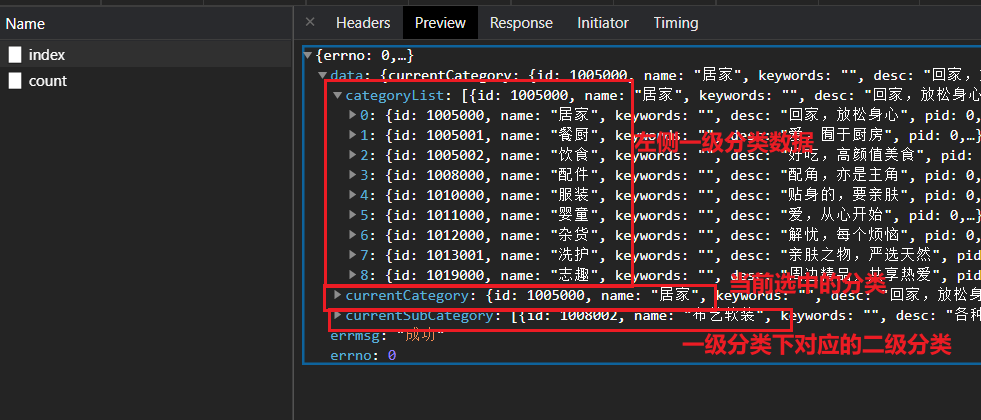 Name
× Headers Preview Response Initiator Timing
index
count
▼{errno: 0,…}
▼data: {currentCategory: {id: 1005000, name: "居家", keywords: "", desc: "回家，放
▼categoryList: [{id: 1005000, name: "居家", keywords: "", desc: "回家，放松身心
▶0: {id: 1005000, name: "居家", keywords: "", desc: "回家，放松身心", pid: 0,
▶1: {id: 1005001, name: "餐厨", keywords: "", desc: "爱，囿于厨房", pid: 0,…}
左侧一级分类数据
▶2: {id: 1005002, name: "饮食", keywords: "", desc: "好吃，高颜值美食", pid:
▶3: {id: 1008000, name: "配件", keywords: "", desc: "配角，亦是主角", pid: 0,
▶4: {id: 1010000, name: "服装", keywords: "", desc: "贴身的，要亲肤", pid: 0,
▶5: {id: 1011000, name: "婴童", keywords: "", desc: "爱，从心开始", pid: 0,…}
▶6: {id: 1012000, name: "杂货", keywords: "", desc: "解忧，每个烦恼", pid: 0,
▶7: {id: 1013001, name: "洗护", keywords: "", desc: "亲肤之物，严选天然", pid:
▶8: {id: 1019000, name: "志趣", keywords: "", desc: "周边精品，共享热爱", pid:
当前选中的分类
▶currentCategory: {id: 1005000, name: "居家", keywords: "", desc: "回家，放松身
▶currentSubCategory: [{id: 1008002, name: "布艺软装", keywords: "", desc: "各种
errmsg: "成功"
一级分类下对应的二级分类
errno: 0